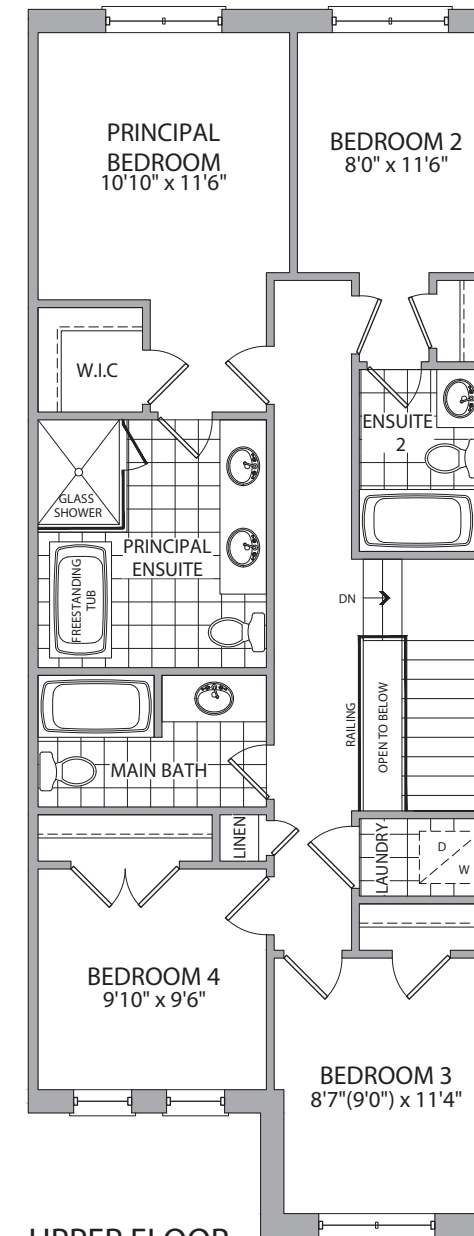 PRINCIPAL
BEDROOM
10'10" x 11'6"
BEDROOM 2
8'0" x 11'6"
W.I.C
ENSUITE
2
GLASS
SHOWER
PRINCIPAL
ENSUITE
FREESTANDING
TUB
DN
RAILING
OPEN TO BELOW
MAIN BATH
LINEN
LAUNDRY
D
W
BEDROOM 4
9'10" x 9'6"
BEDROOM 3
8'7"(9'0") x 11'4"
UPPER FLOOR